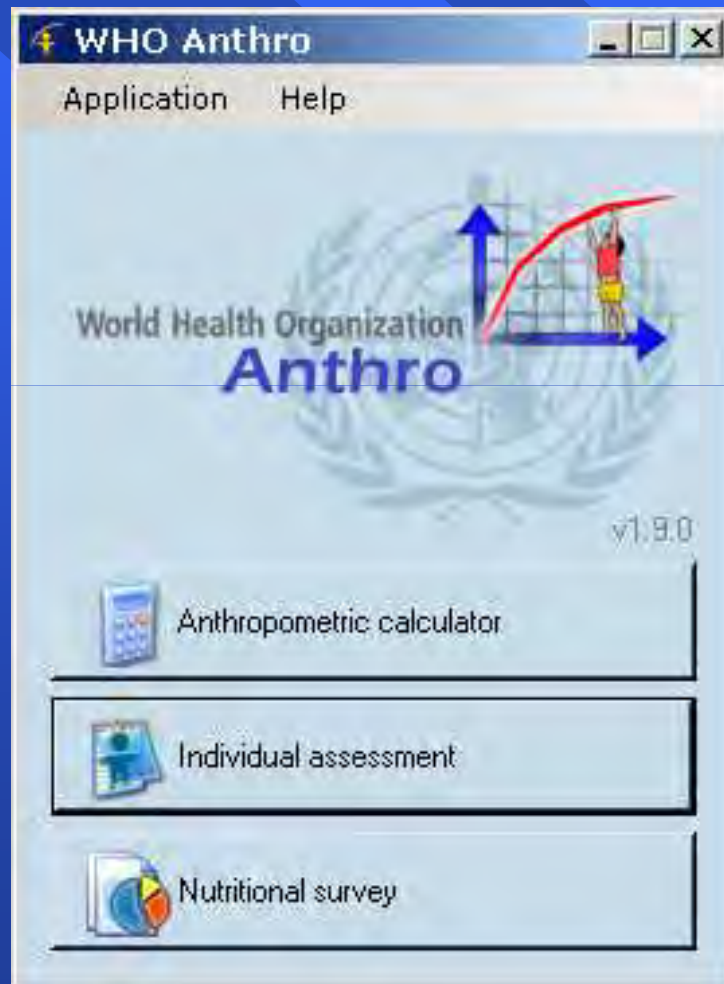 WHO Anthro
Application Help
World Health Organization
Anthro
v1.9.0
Anthropometric calculator
Individual assessment
Nutritional survey